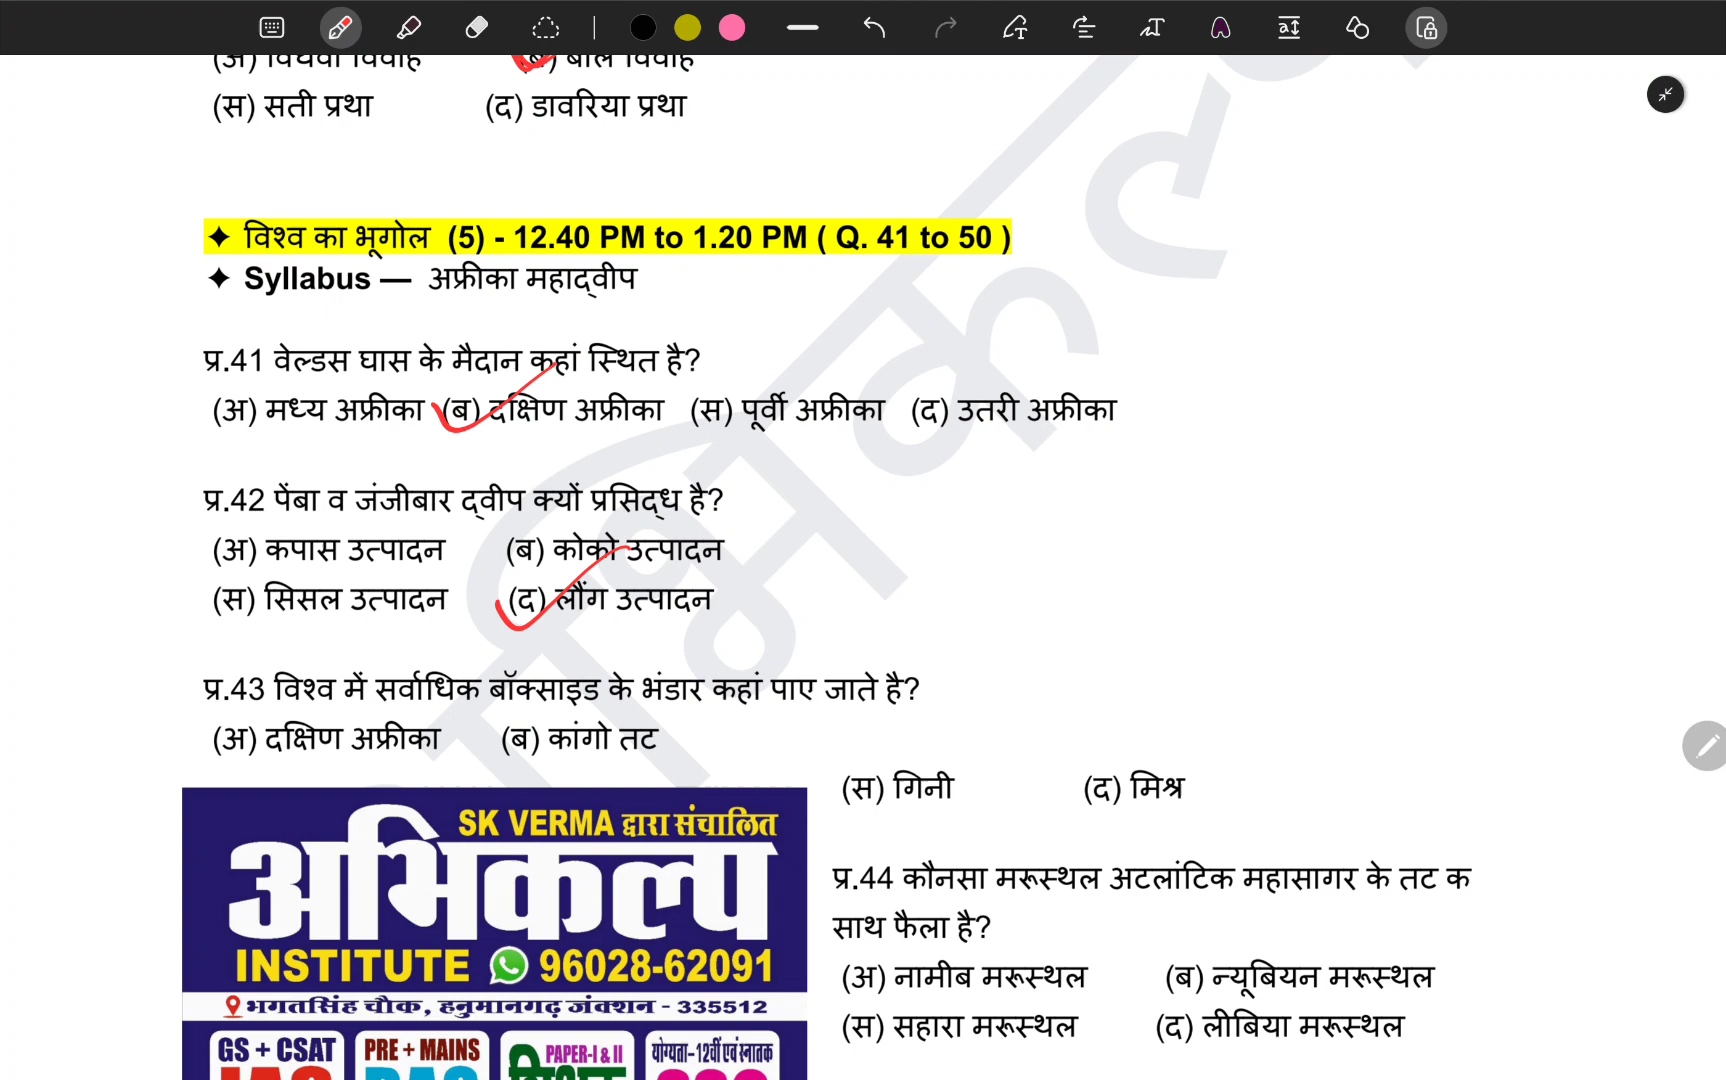 (अ) विधवा विवाह (ब) बाल विवाह
(स) सती प्रथा (द) डावरिया प्रथा
✦ विश्व का भूगोल (5) - 12.40 PM to 1.20 PM ( Q. 41 to 50 )
✦ Syllabus — अफ्रीका महाद्वीप
प्र.41 वेल्डस घास के मैदान कहां स्थित है?
(अ) मध्य अफ्रीका (ब) दक्षिण अफ्रीका (स) पूर्वी अफ्रीका (द) उतरी अफ्रीका
प्र.42 पेंबा व जंजीबार द्वीप क्यों प्रसिद्ध है?
(अ) कपास उत्पादन (ब) कोको उत्पादन
(स) सिसल उत्पादन (द) लौंग उत्पादन
प्र.43 विश्व में सर्वाधिक बॉक्साइड के भंडार कहां पाए जाते है?
(अ) दक्षिण अफ्रीका (ब) कांगो तट
(स) गिनी (द) मिश्र
प्र.44 कौनसा मरूस्थल अटलांटिक महासागर के तट क
साथ फैला है?
(अ) नामीब मरूस्थल (ब) न्यूबियन मरूस्थल
(स) सहारा मरूस्थल (द) लीबिया मरूस्थल
SK VERMA द्वारा संचालित
अभिकल्प
INSTITUTE 96028-62091
भगतसिंह चौक, हनुमानगढ़ जंक्शन - 335512
GS + CSAT PRE + MAINS PAPER-I & II योग्यता-12वीं एवं स्नातक